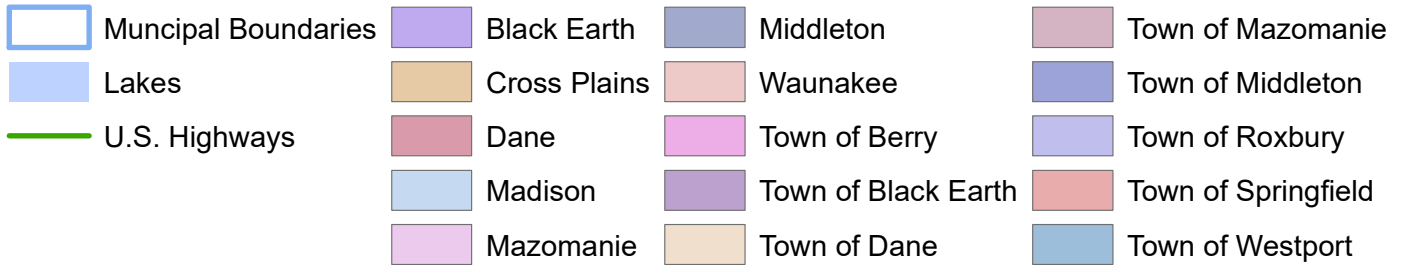 Muncipal Boundaries
Lakes
U.S. Highways
Black Earth
Cross Plains
Dane
Madison
Mazomanie
Middleton
Waunakee
Town of Berry
Town of Black Earth
Town of Dane
Town of Mazomanie
Town of Middleton
Town of Roxbury
Town of Springfield
Town of Westport